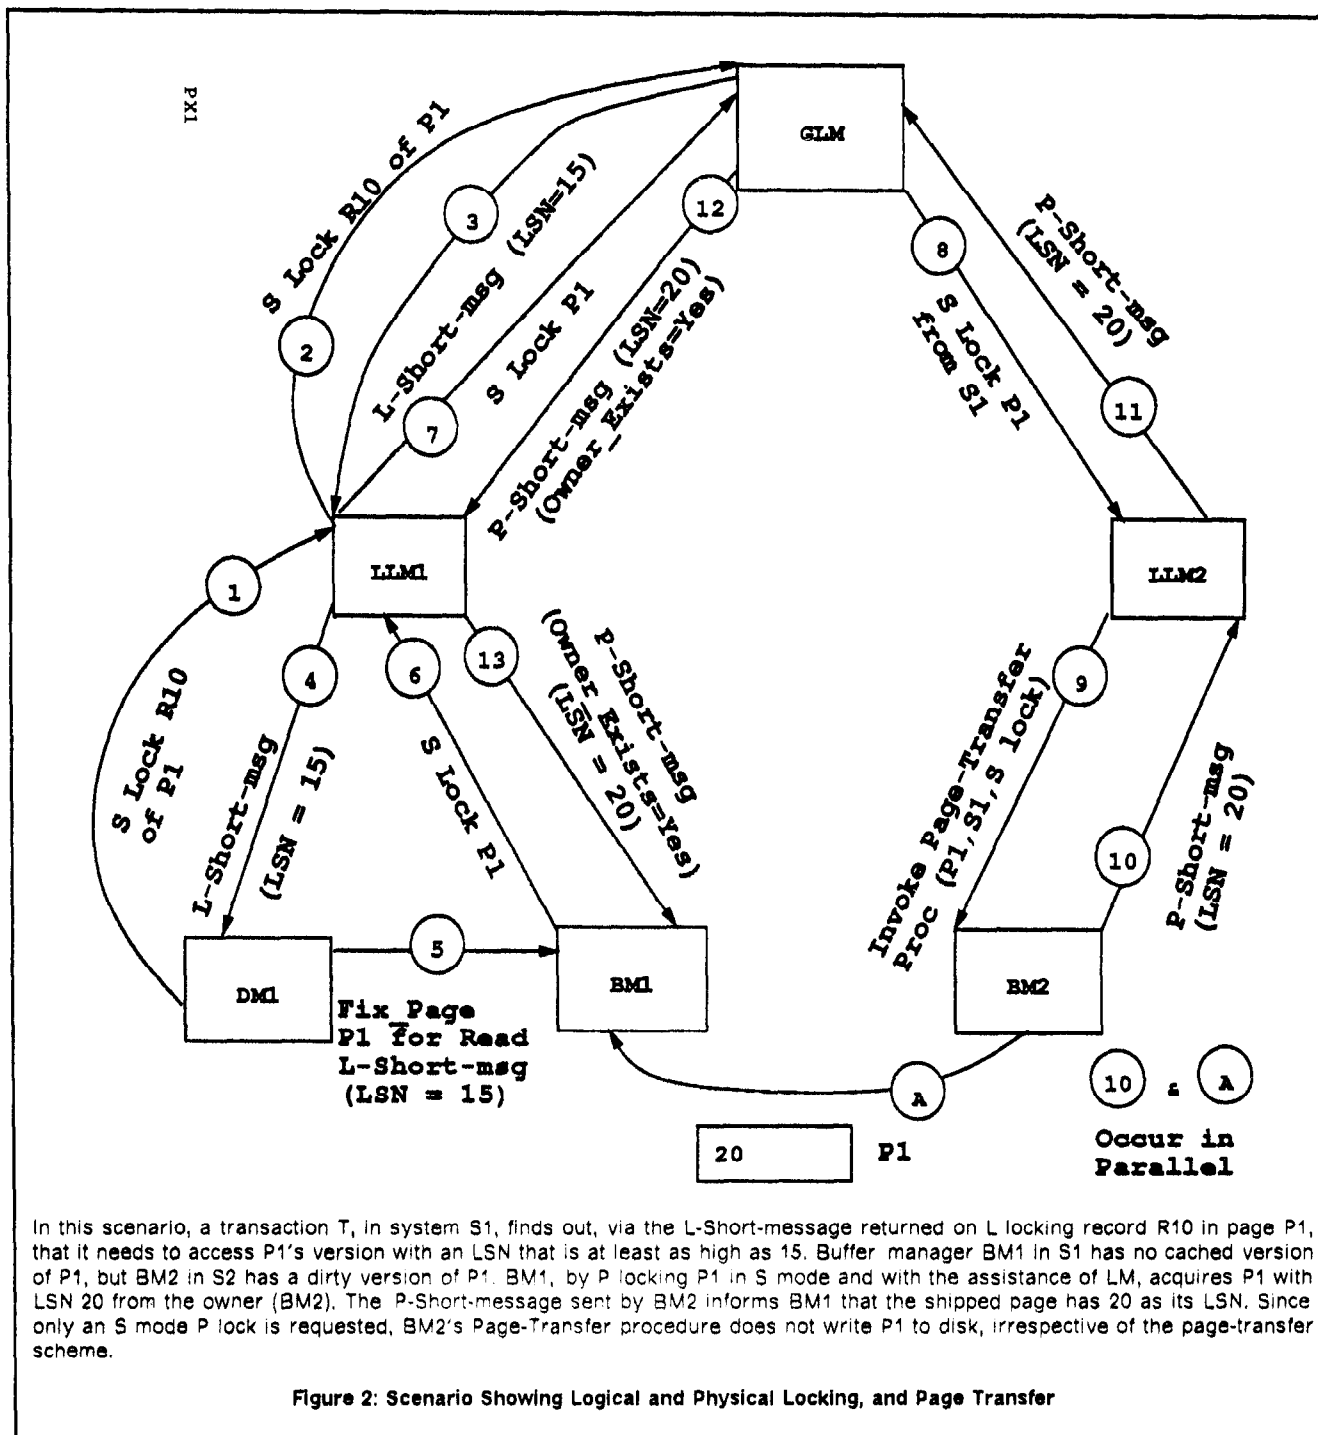 PX1
GLM
S Lock R10 of P1
2
3
L-Short-msg (LSN=15)
7
S Lock P1
12
P-Short-msg (LSN=20)
(Owner_Exists=Yes)
8
S Lock P1
from S1
P-Short-msg
(LSN = 20)
11
LLM1
LLM2
1
S Lock R10
of P1
4
L-Short-msg
(LSN = 15)
6
S Lock P1
13
P-Short-msg
(Owner_Exists=Yes)
(LSN = 20)
9
Invoke Page-Transfer
Proc (P1,S1,S lock)
10
P-Short-msg
(LSN = 20)
DM1
5
Fix_Page
P1 for Read
L-Short-msg
(LSN = 15)
BM1
BM2
A
20
P1
10 & A
Occur in
Parallel
In this scenario, a transaction T, in system S1, finds out, via the L-Short-message returned on L locking record R10 in page P1,
that it needs to access P1's version with an LSN that is at least as high as 15. Buffer manager BM1 in S1 has no cached version
of P1, but BM2 in S2 has a dirty version of P1. BM1, by P locking P1 in S mode and with the assistance of LM, acquires P1 with
LSN 20 from the owner (BM2). The P-Short-message sent by BM2 informs BM1 that the shipped page has 20 as its LSN. Since
only an S mode P lock is requested, BM2's Page-Transfer procedure does not write P1 to disk, irrespective of the page-transfer
scheme.
Figure 2: Scenario Showing Logical and Physical Locking, and Page Transfer